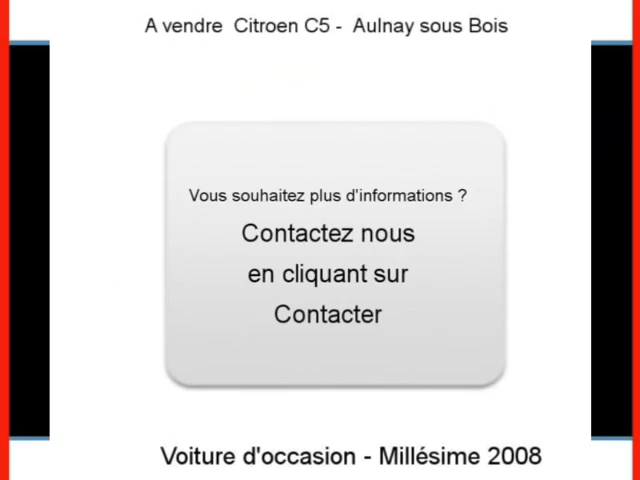 A vendre  Citroen C5 -  Aulnay sous Bois
Vous souhaitez plus d'informations ?
Contactez nous
en cliquant sur
Contacter
Voiture d'occasion - Millésime 2008